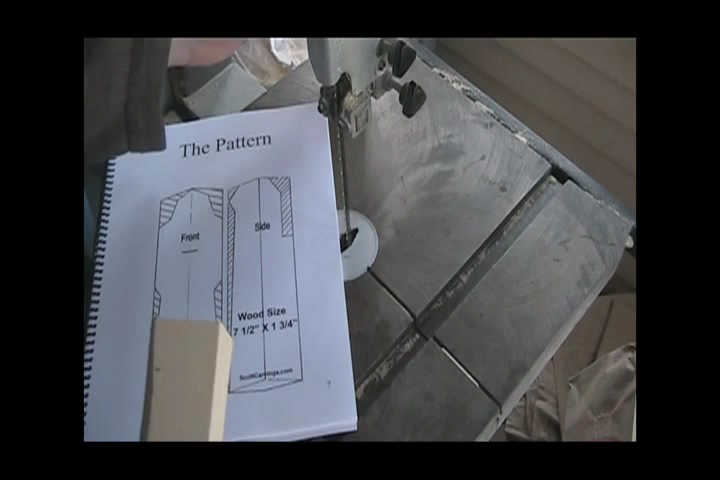 The Pattern
Front
Side
Wood Size
7 1/2" X 1 3/4"
ScottCarvings.com